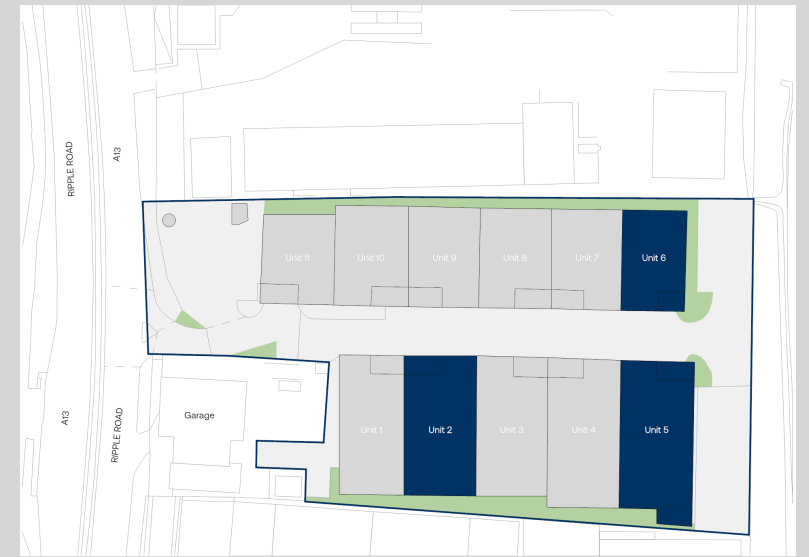 RIPPLE ROAD
A13
Unit 11
Unit 10
Unit 9
Unit 8
Unit 7
Unit 6
A13
RIPPLE ROAD
Garage
Unit 1
Unit 2
Unit 3
Unit 4
Unit 5